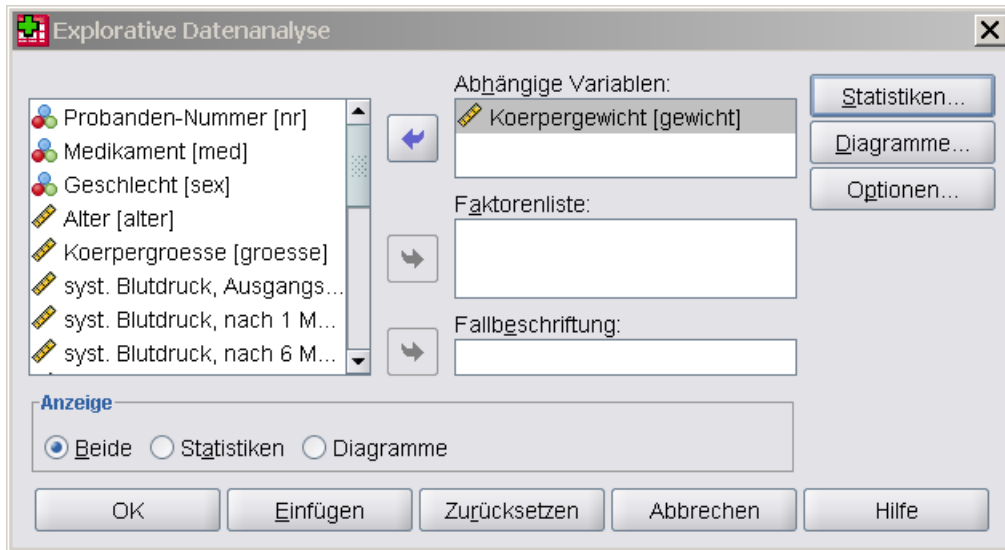 Explorative Datenanalyse
Probanden-Nummer [nr]
Medikament [med]
Geschlecht [sex]
Alter [alter]
Koerpergroesse [groesse]
syst. Blutdruck, Ausgangs...
syst. Blutdruck, nach 1 M...
syst. Blutdruck, nach 6 M...
Abhängige Variablen:
Koerpergewicht [gewicht]
Faktorenliste:
Fallbeschriftung:
Statistiken...
Diagramme...
Optionen...
Anzeige
Beide Statistiken Diagramme
OK Einfügen Zurücksetzen Abbrechen Hilfe